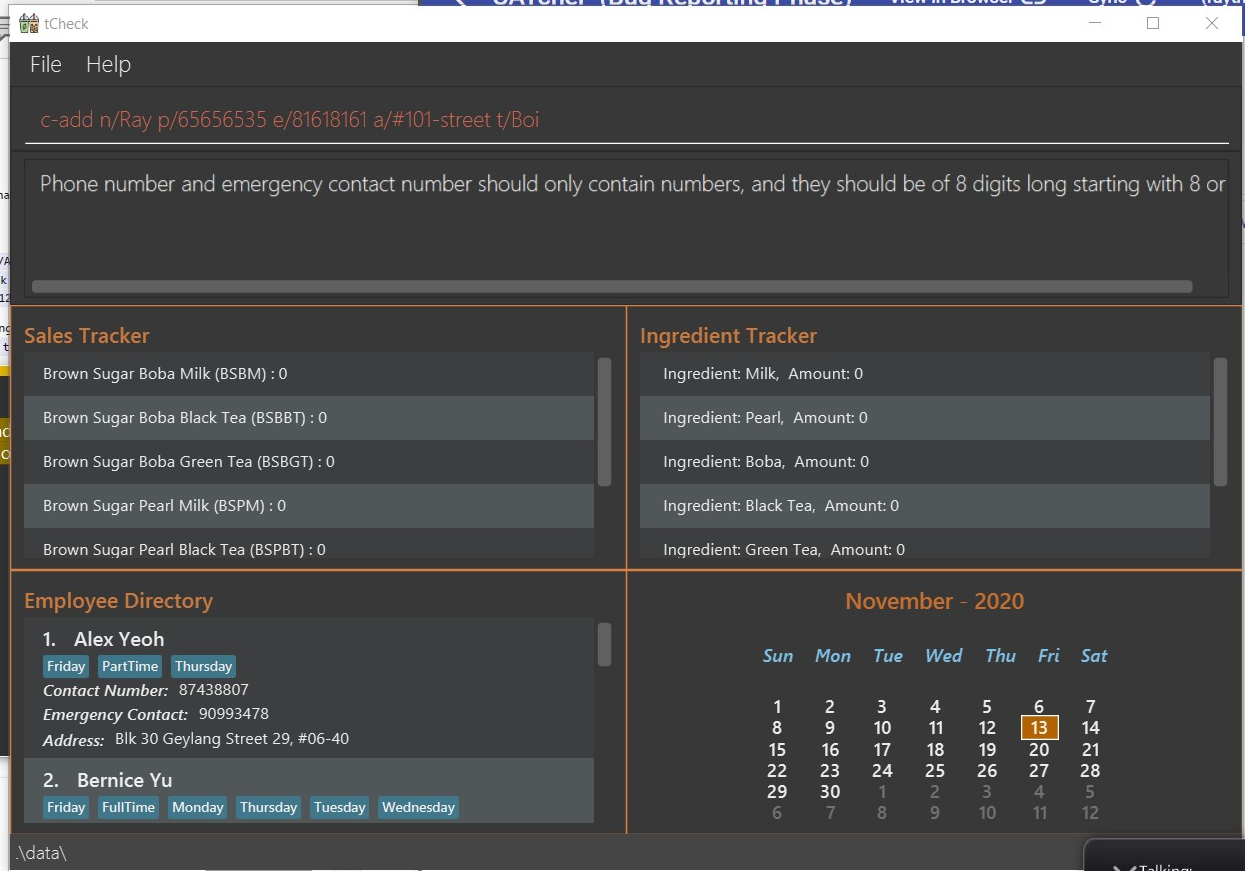 tCheck
File Help
c-add n/Ray p/65656535 e/81618161 a/#101-street t/Boi
Phone number and emergency contact number should only contain numbers, and they should be of 8 digits long starting with 8 or
Sales Tracker
Brown Sugar Boba Milk (BSBM) : 0
Brown Sugar Boba Black Tea (BSBBT) : 0
Brown Sugar Boba Green Tea (BSBGT) : 0
Brown Sugar Pearl Milk (BSPM) : 0
Brown Sugar Pearl Black Tea (BSPBT) : 0
Ingredient Tracker
Ingredient: Milk, Amount: 0
Ingredient: Pearl, Amount: 0
Ingredient: Boba, Amount: 0
Ingredient: Black Tea, Amount: 0
Ingredient: Green Tea, Amount: 0
Employee Directory
1. Alex Yeoh
Friday PartTime Thursday
Contact Number: 87438807
Emergency Contact: 90993478
Address: Blk 30 Geylang Street 29, #06-40
2. Bernice Yu
Friday FullTime Monday Thursday Tuesday Wednesday
November - 2020
Sun Mon Tue Wed Thu Fri Sat
1 2 3 4 5 6 7
8 9 10 11 12 13 14
15 16 17 18 19 20 21
22 23 24 25 26 27 28
29 30 1 2 3 4 5
6 7 8 9 10 11 12
.\data\
Talking: